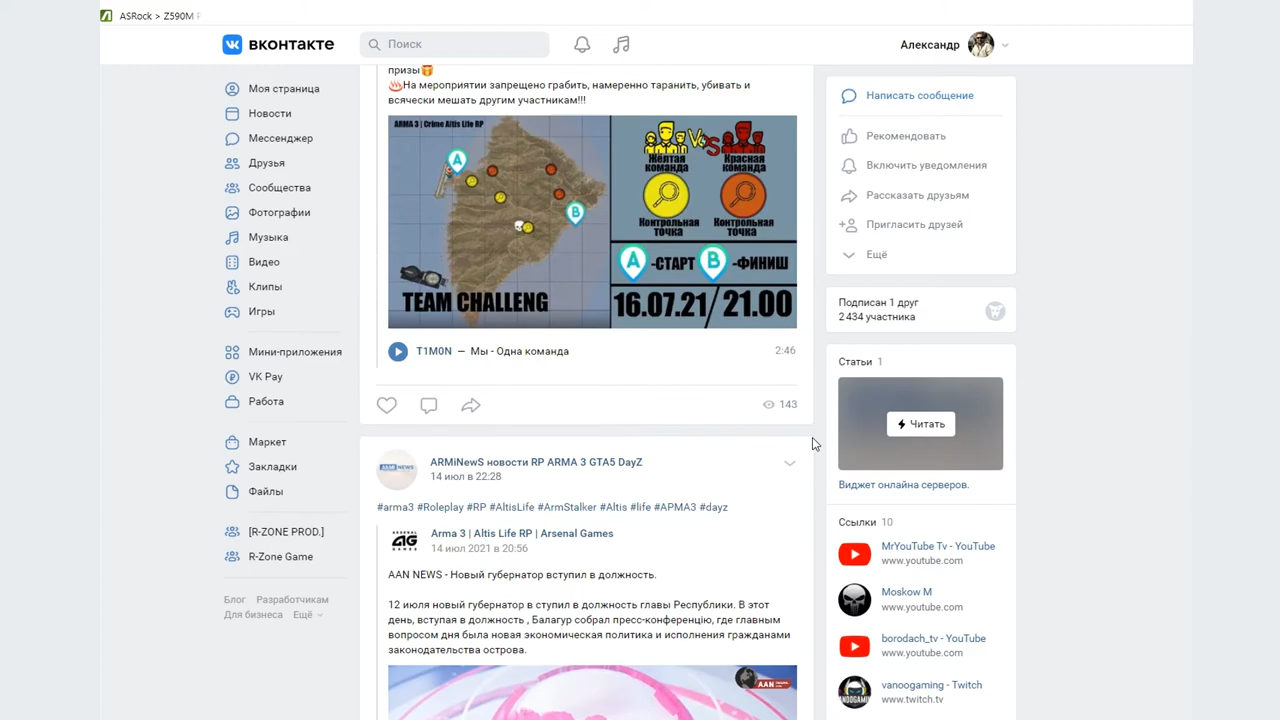 ASRock > Z590M
вконтакте
Поиск
Александр
Моя страница
Новости
Мессенджер
Друзья
Сообщества
Фотографии
Музыка
Видео
Клипы
Игры
Мини-приложения
VK Pay
Работа
Маркет
Закладки
Файлы
[R-ZONE PROD.]
R-Zone Game
Блог Разработчикам
Для бизнеса Ещё
призы
На мероприятии запрещено грабить, намеренно таранить, убивать и
всячески мешать другим участникам!!!
ARMA 3 | Crime Altis Life RP
A
B
TEAM CHALLENG
VS
Жёлтая
команда
Красная
команда
Контрольная
точка
Контрольная
точка
A -СТАРТ B -ФИНИШ
16.07.21/ 21.00
T1M0N — Мы - Одна команда
2:46
143
ARMiNewS новости RP ARMA 3 GTA5 DayZ
14 июл в 22:28
#arma3 #Roleplay #RP #AltisLife #ArmStalker #Altis #life #АРМА3 #dayz
Arma 3 | Altis Life RP | Arsenal Games
14 июл 2021 в 20:56
AAN NEWS - Новый губернатор вступил в должность.
12 июля новый губернатор в ступил в должность главы Республики. В этот
день, вступая в должность , Балагур собрал пресс-конференцію, где главным
вопросом дня была новая экономическая политика и исполнения гражданами
законодательства острова.
AAN
Написать сообщение
Рекомендовать
Включить уведомления
Рассказать друзьям
Пригласить друзей
Ещё
Подписан 1 друг
2 434 участника
Статьи 1
Читать
Виджет онлайна серверов.
Ссылки 10
MrYouTube Tv - YouTube
www.youtube.com
Moskow M
www.youtube.com
borodach_tv - YouTube
www.youtube.com
vanoogaming - Twitch
www.twitch.tv